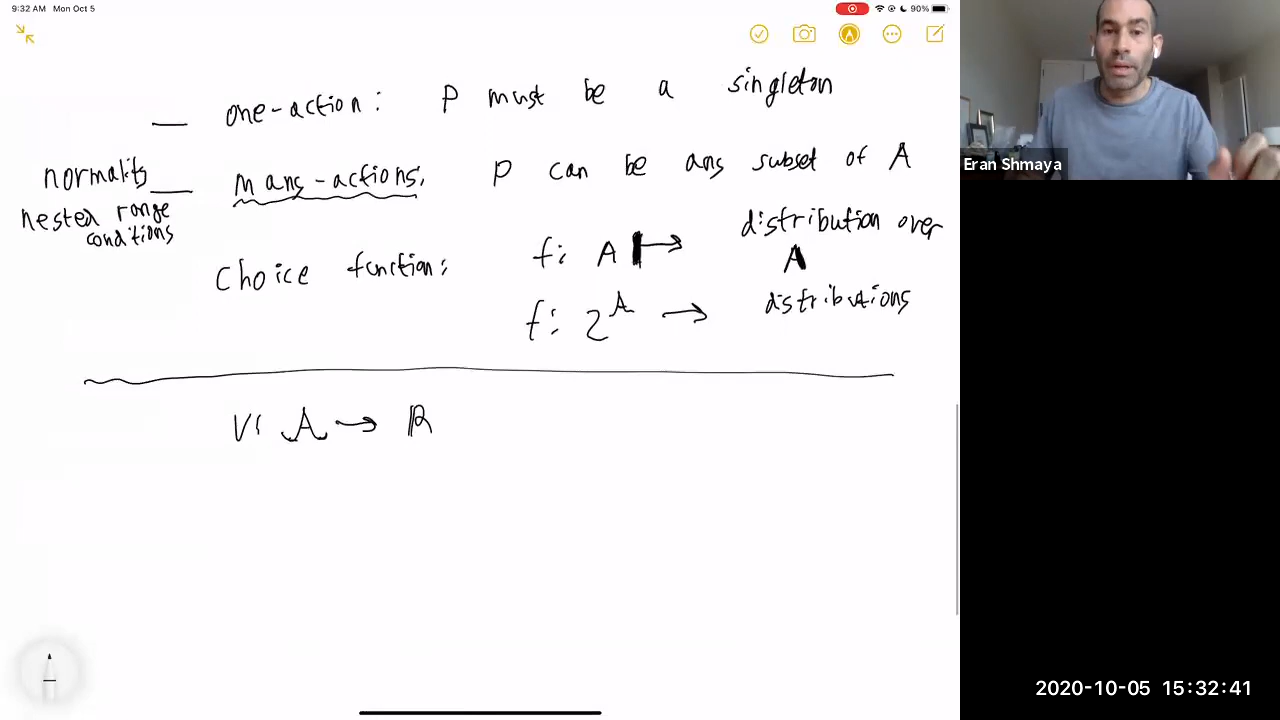 9:32 AM Mon Oct 5
90%
one-action: P must be a singleton
many-actions. P can be any subset of A
normality
nested range
conditions
Choice function: f: A ↦ distribution over
A
f: 2^A → distributions
V: A → ℝ
Eran Shmaya
2020-10-05 15:32:41